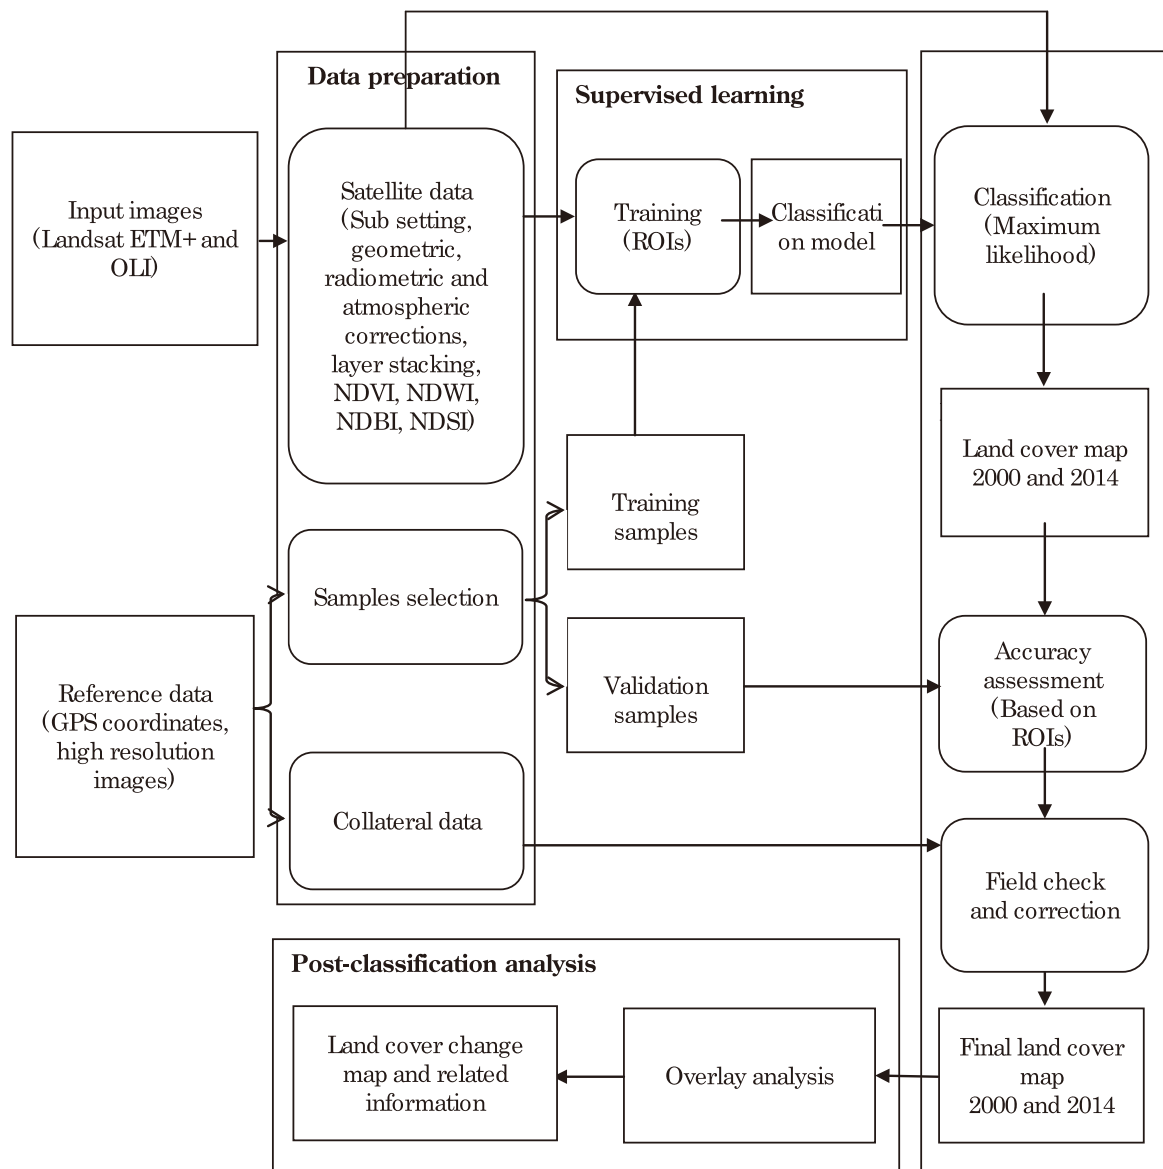 Data preparation
Supervised learning
Input images
(Landsat ETM+ and
OLI)
Satellite data
(Sub setting,
geometric,
radiometric and
atmospheric
corrections,
layer stacking,
NDVI, NDWI,
NDBI, NDSI)
Training
(ROIs)
Classificati
on model
Classification
(Maximum
likelihood)
Land cover map
2000 and 2014
Training
samples
Samples selection
Reference data
(GPS coordinates,
high resolution
images)
Validation
samples
Accuracy
assessment
(Based on
ROIs)
Collateral data
Field check
and correction
Post-classification analysis
Land cover change
map and related
information
Overlay analysis
Final land cover
map
2000 and 2014